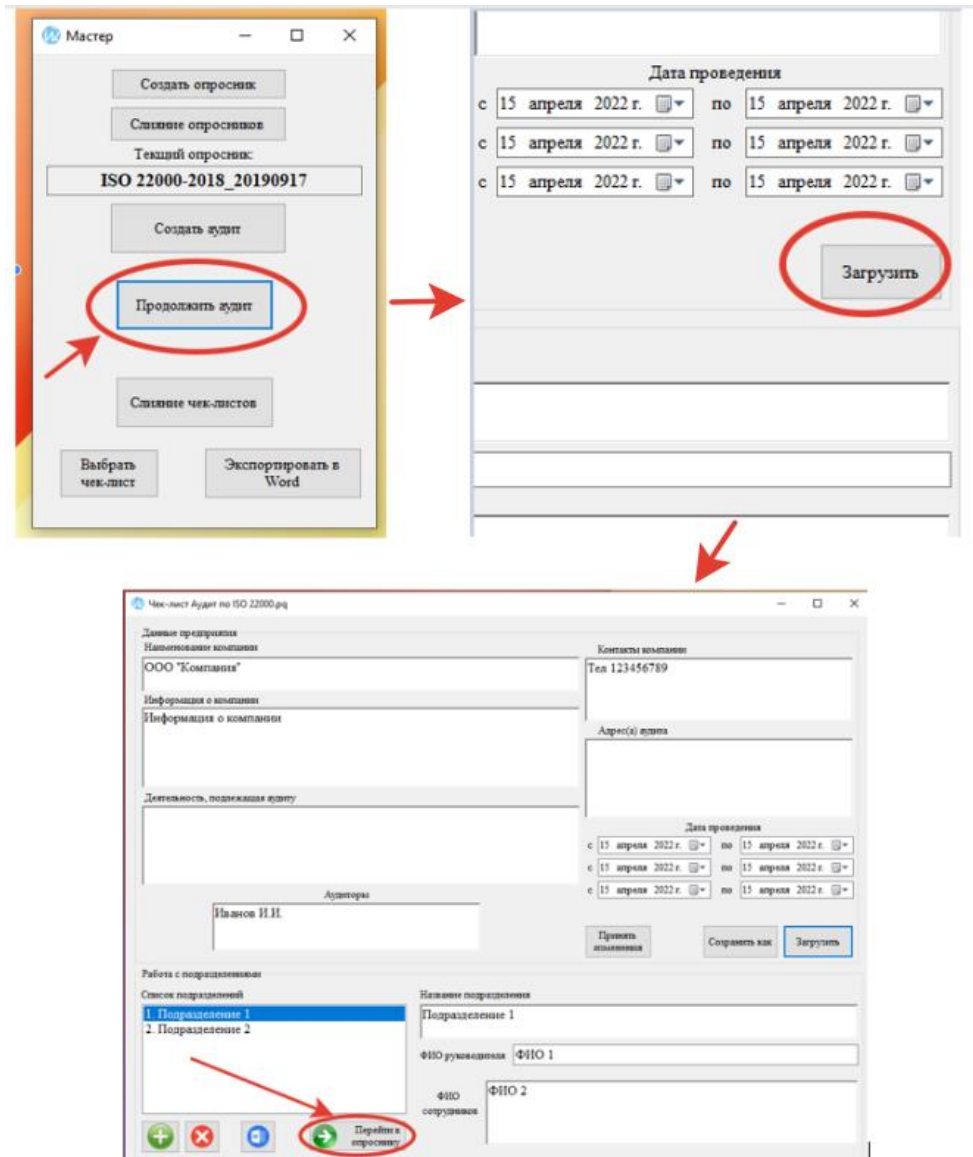 Мастер
Создать опросник
Слияние опросников
Текщий опросник:
ISO 22000-2018_20190917
Создать аудит
Продолжить аудит
Слияние чек-листов
Выбрать
чек-лист
Экспортировать в
Word
Дата проведения
с 15 апреля 2022 г. по 15 апреля 2022 г.
с 15 апреля 2022 г. по 15 апреля 2022 г.
с 15 апреля 2022 г. по 15 апреля 2022 г.
Загрузить
Чек-лист Аудит по ISO 22000.pq
Данные предприятия
Наименование компании
ООО "Компания"
Информация о компании
Информация о компании
Деятельность, подлежащая аудиту
Аудиторы
Иванов И.И.
Контакты компании
Тел 123456789
Адрес(а) аудита
Дата проведения
с 15 апреля 2022 г. по 15 апреля 2022 г.
с 15 апреля 2022 г. по 15 апреля 2022 г.
с 15 апреля 2022 г. по 15 апреля 2022 г.
Принять
изменения
Сохранить как
Загрузить
Работа с подразделениями
Список подразделений
1. Подразделение 1
2. Подразделение 2
Название подразделения
Подразделение 1
ФИО руководителя ФИО 1
ФИО
сотрудников
ФИО 2
Перейти к
опроснику